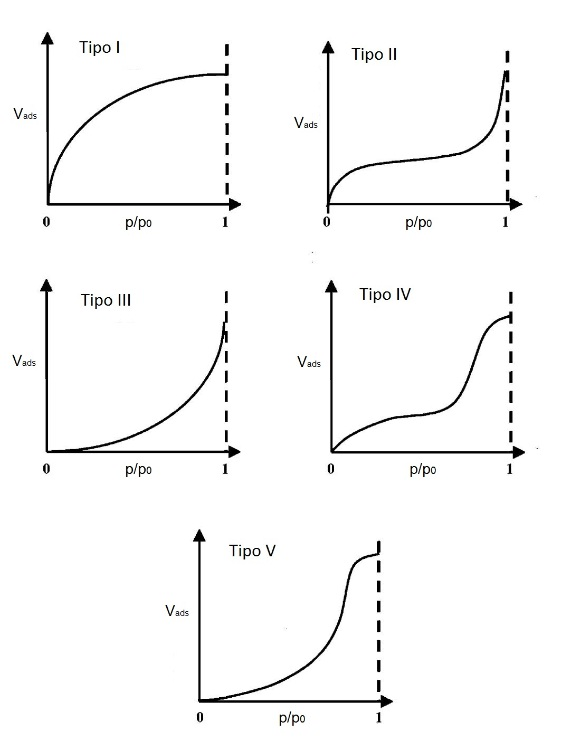 Tipo I
Vads
0 p/p0 1
Tipo II
Vads
0 p/p0 1
Tipo III
Vads
0 p/p0 1
Tipo IV
Vads
0 p/p0 1
Tipo V
Vads
0 p/p0 1